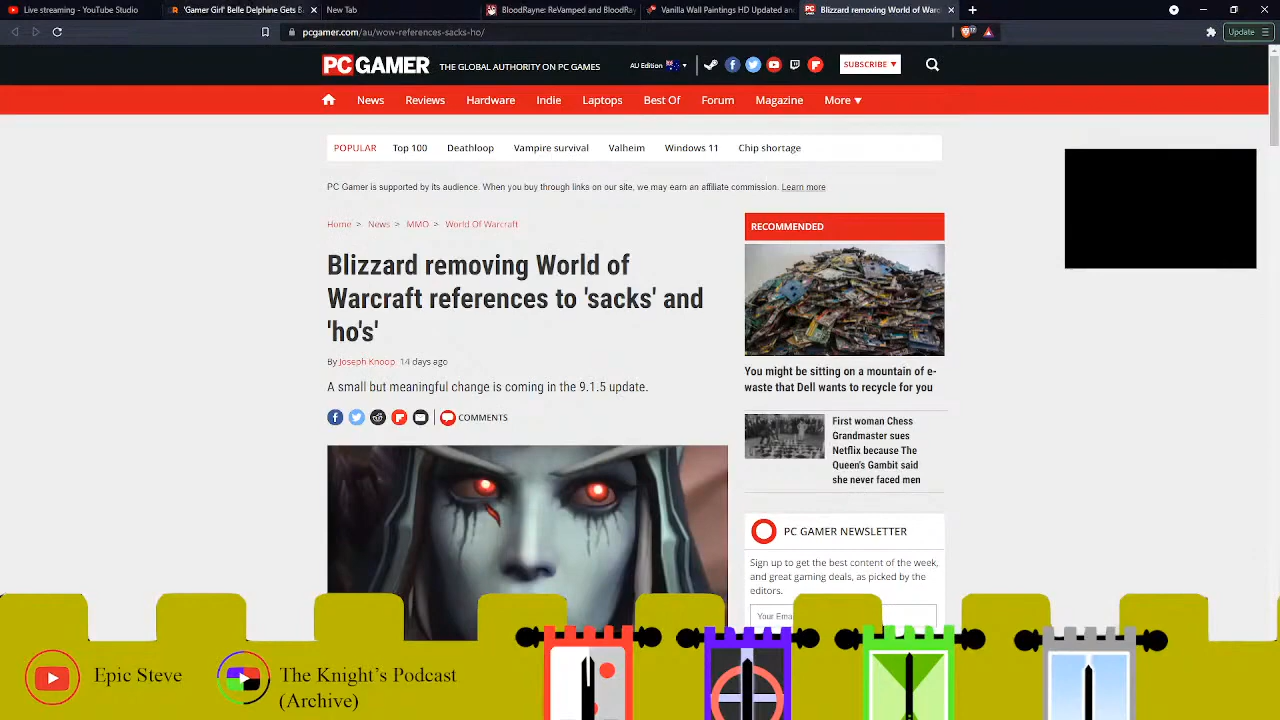 Live streaming - YouTube Studio
'Gamer Girl' Belle Delphine Gets B
New Tab
BloodRayne: ReVamped and BloodRay
Vanilla Wall Paintings HD Updated and
Blizzard removing World of Warc
pcgamer.com/au/wow-references-sacks-ho/
Update
PC GAMER
THE GLOBAL AUTHORITY ON PC GAMES
AU Edition
SUBSCRIBE
News
Reviews
Hardware
Indie
Laptops
Best Of
Forum
Magazine
More
POPULAR
Top 100
Deathloop
Vampire survival
Valheim
Windows 11
Chip shortage
PC Gamer is supported by its audience. When you buy through links on our site, we may earn an affiliate commission. Learn more
Home > News > MMO > World Of Warcraft
Blizzard removing World of
Warcraft references to 'sacks' and
'ho's'
By Joseph Knoop 14 days ago
A small but meaningful change is coming in the 9.1.5 update.
COMMENTS
RECOMMENDED
You might be sitting on a mountain of e-
waste that Dell wants to recycle for you
First woman Chess
Grandmaster sues
Netflix because The
Queen's Gambit said
she never faced men
PC GAMER NEWSLETTER
Sign up to get the best content of the week,
and great gaming deals, as picked by the
editors.
Your Ema
Epic Steve
The Knight's Podcast
(Archive)